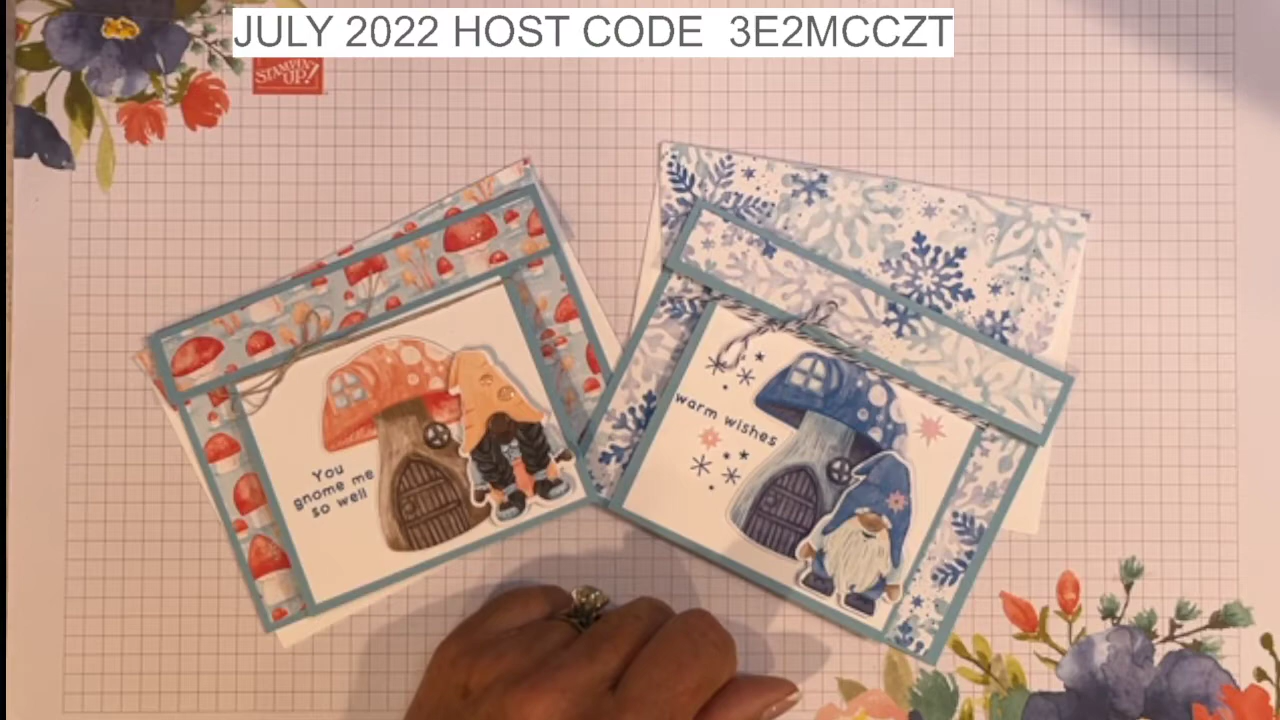 JULY 2022 HOST CODE 3E2MCCZT
STAMPIN'
UP!
You
gnome me
so well
warm wishes